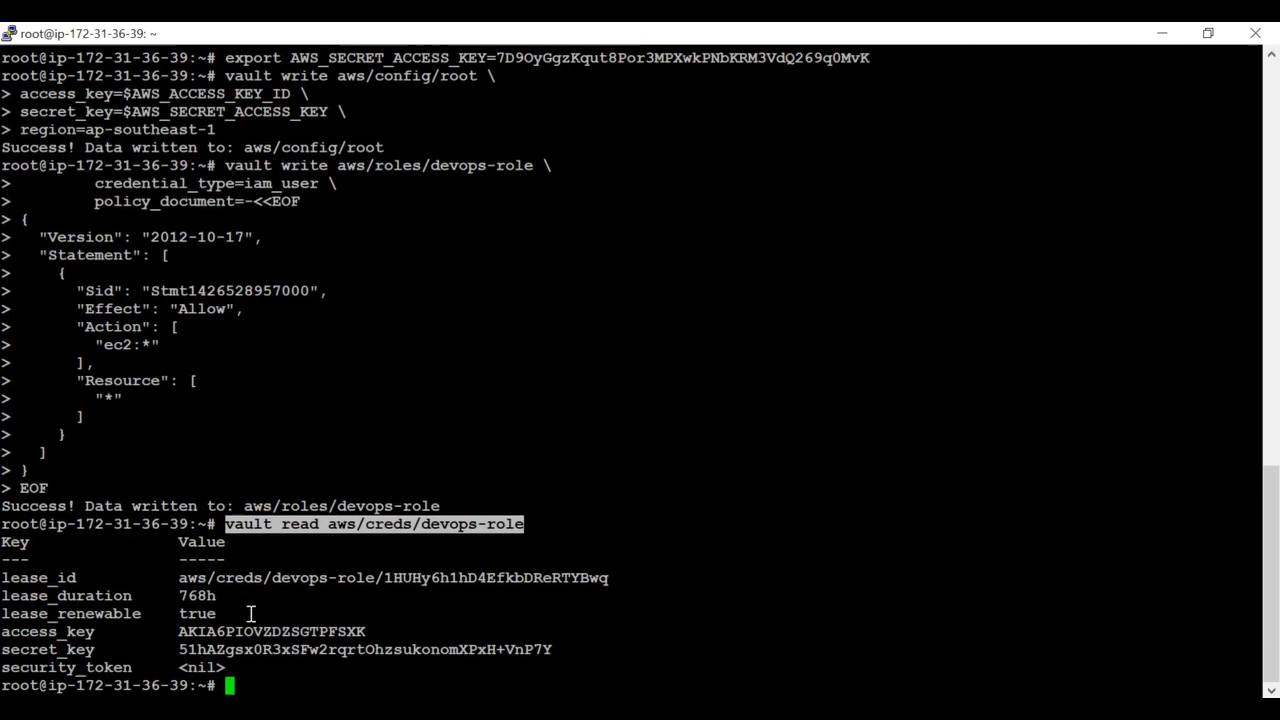 root@ip-172-31-36-39: ~
root@ip-172-31-36-39:~# export AWS_SECRET_ACCESS_KEY=7D9OyGgzKqut8Por3MPXwkPNbKRM3VdQ269q0MvK
root@ip-172-31-36-39:~# vault write aws/config/root \
> access_key=$AWS_ACCESS_KEY_ID \
> secret_key=$AWS_SECRET_ACCESS_KEY \
> region=ap-southeast-1
Success! Data written to: aws/config/root
root@ip-172-31-36-39:~# vault write aws/roles/devops-role \
>         credential_type=iam_user \
>         policy_document=-<<EOF
> {
>   "Version": "2012-10-17",
>   "Statement": [
>     {
>       "Sid": "Stmt1426528957000",
>       "Effect": "Allow",
>       "Action": [
>         "ec2:*"
>       ],
>       "Resource": [
>         "*"
>       ]
>     }
>   ]
> }
> EOF
Success! Data written to: aws/roles/devops-role
root@ip-172-31-36-39:~# vault read aws/creds/devops-role
Key                Value
---                -----
lease_id           aws/creds/devops-role/1HUHy6h1hD4EfkbDReRTYBwq
lease_duration     768h
lease_renewable    true
access_key         AKIA6PIOVZDZSGTPFSXK
secret_key         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
security_token     <nil>
root@ip-172-31-36-39:~#